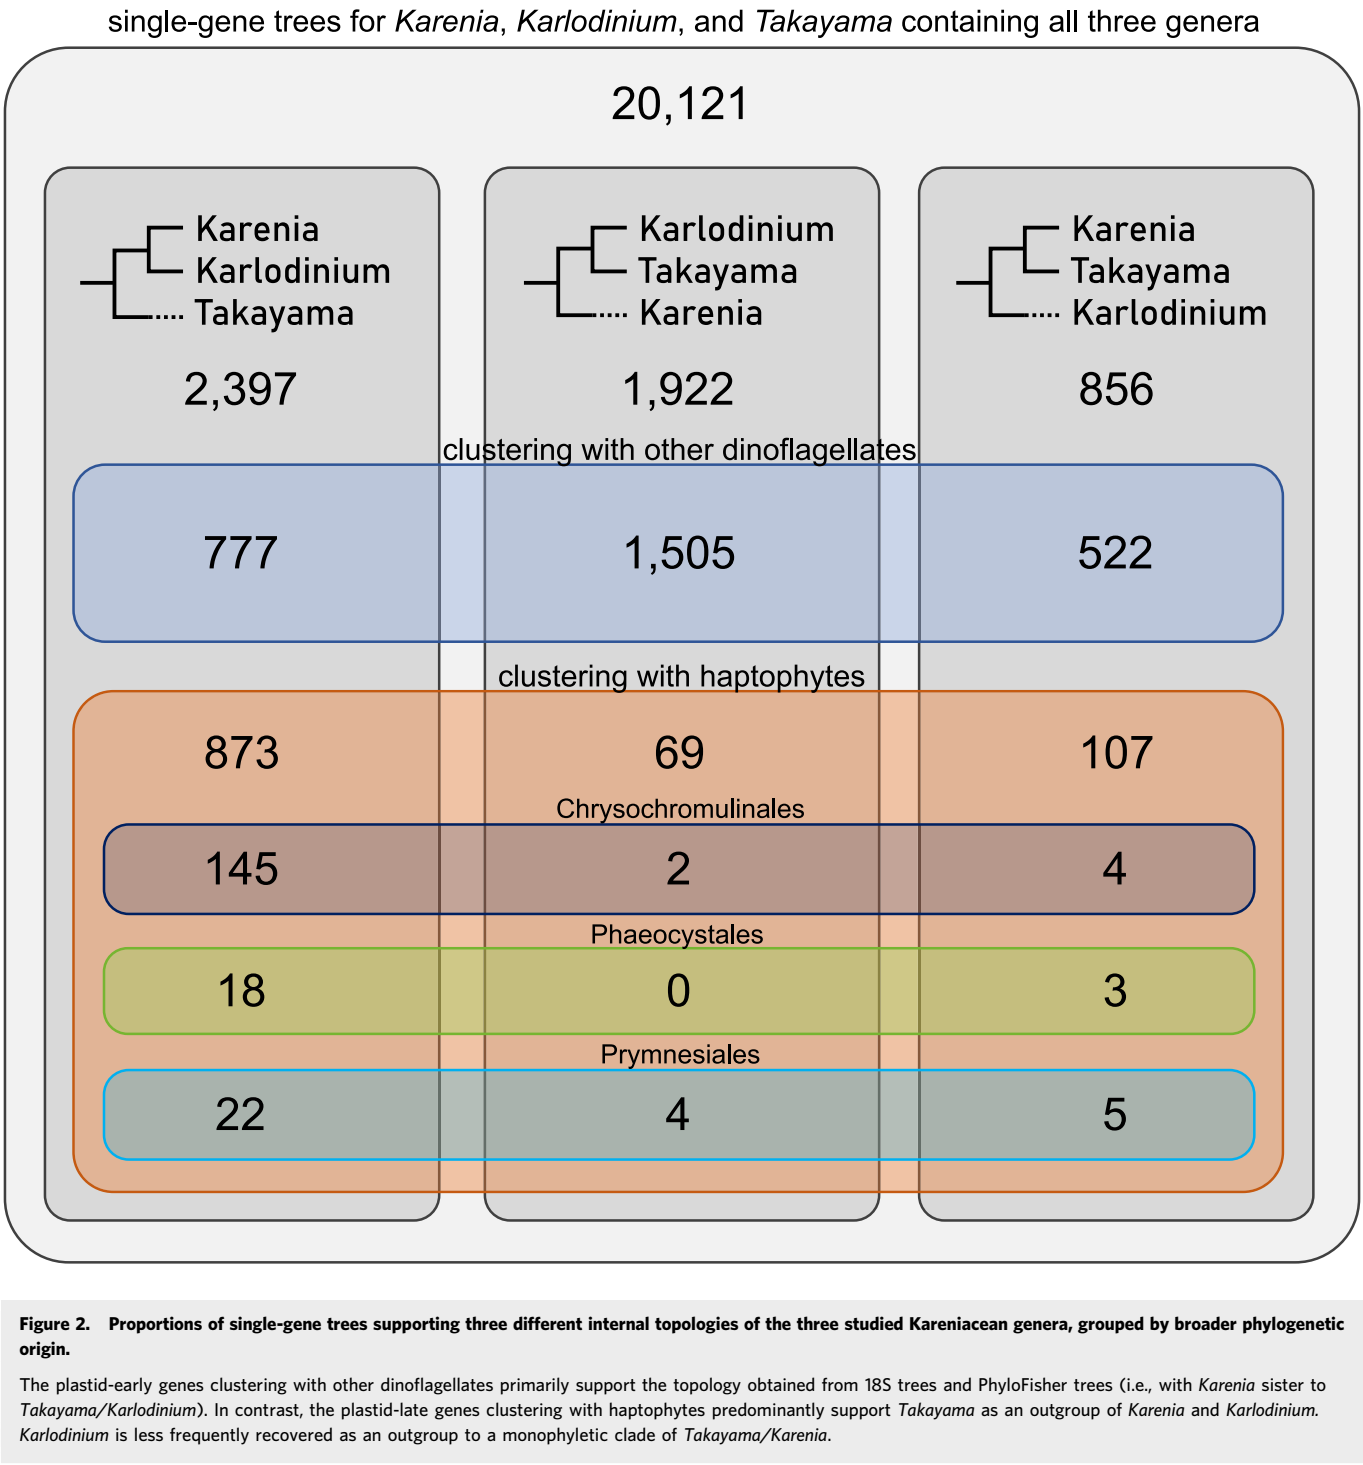 single-gene trees for Karenia, Karlodinium, and Takayama containing all three genera
20,121
Karenia
Karlodinium
Takayama
2,397
Karlodinium
Takayama
Karenia
1,922
Karenia
Takayama
Karlodinium
856
clustering with other dinoflagellates
777 1,505 522
clustering with haptophytes
873 69 107
Chrysochromulinales
145 2 4
Phaeocystales
18 0 3
Prymnesiales
22 4 5
Figure 2. Proportions of single-gene trees supporting three different internal topologies of the three studied Kareniacean genera, grouped by broader phylogenetic
origin.
The plastid-early genes clustering with other dinoflagellates primarily support the topology obtained from 18S trees and PhyloFisher trees (i.e., with Karenia sister to
Takayama/Karlodinium). In contrast, the plastid-late genes clustering with haptophytes predominantly support Takayama as an outgroup of Karenia and Karlodinium.
Karlodinium is less frequently recovered as an outgroup to a monophyletic clade of Takayama/Karenia.